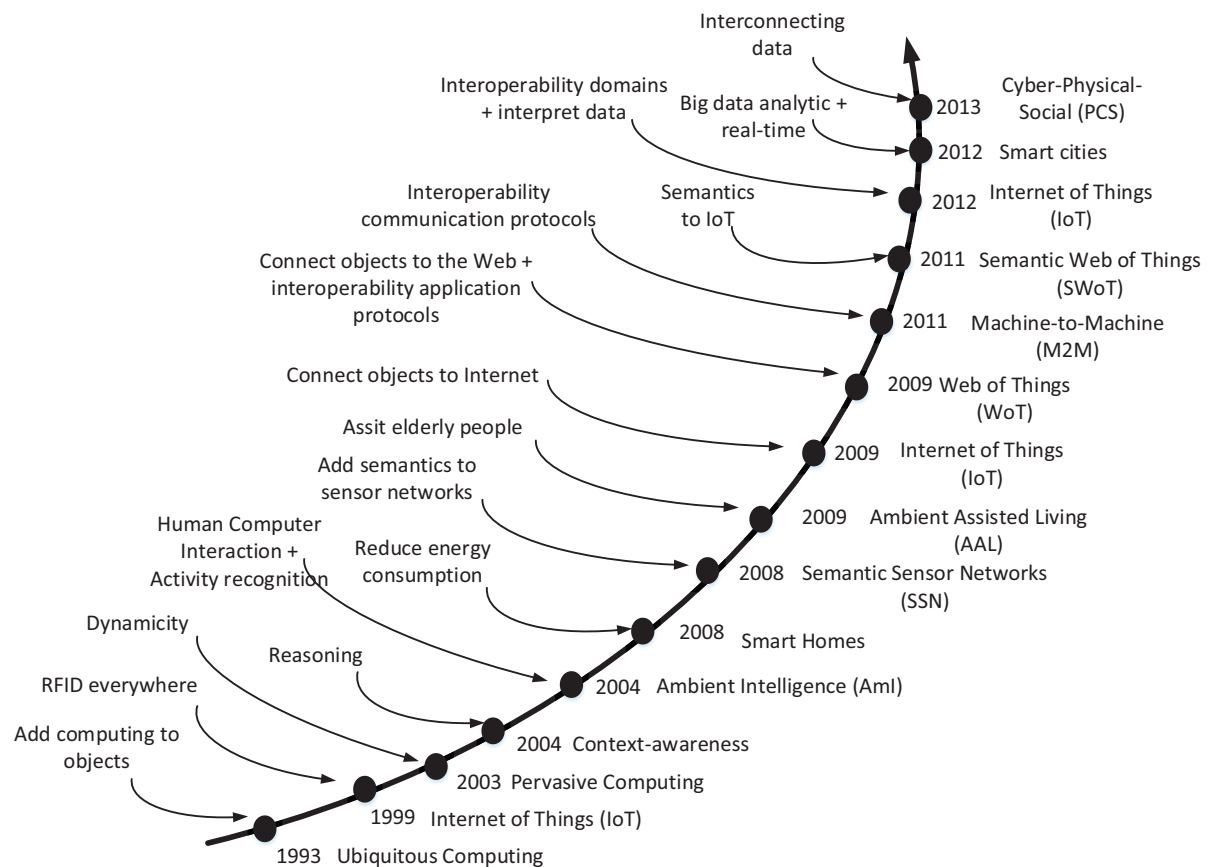 Interconnecting
data
Interoperability domains
+ interpret data
Big data analytic +
real-time
2013
Cyber-Physical-
Social (PCS)
2012 Smart cities
Interoperability
communication protocols
Semantics
to IoT
2012
Internet of Things
(IoT)
Connect objects to the Web +
interoperability application
protocols
2011
Semantic Web of Things
(SWoT)
2011
Machine-to-Machine
(M2M)
Connect objects to Internet
2009 Web of Things
(WoT)
Assit elderly people
2009
Internet of Things
(IoT)
Add semantics to
sensor networks
2009
Ambient Assisted Living
(AAL)
Human Computer
Interaction +
Activity recognition
Reduce energy
consumption
2008
Semantic Sensor Networks
(SSN)
Dynamicity
2008
Smart Homes
Reasoning
RFID everywhere
2004
Ambient Intelligence (AmI)
Add computing to
objects
2004 Context-awareness
2003 Pervasive Computing
1999
Internet of Things (IoT)
1993 Ubiquitous Computing